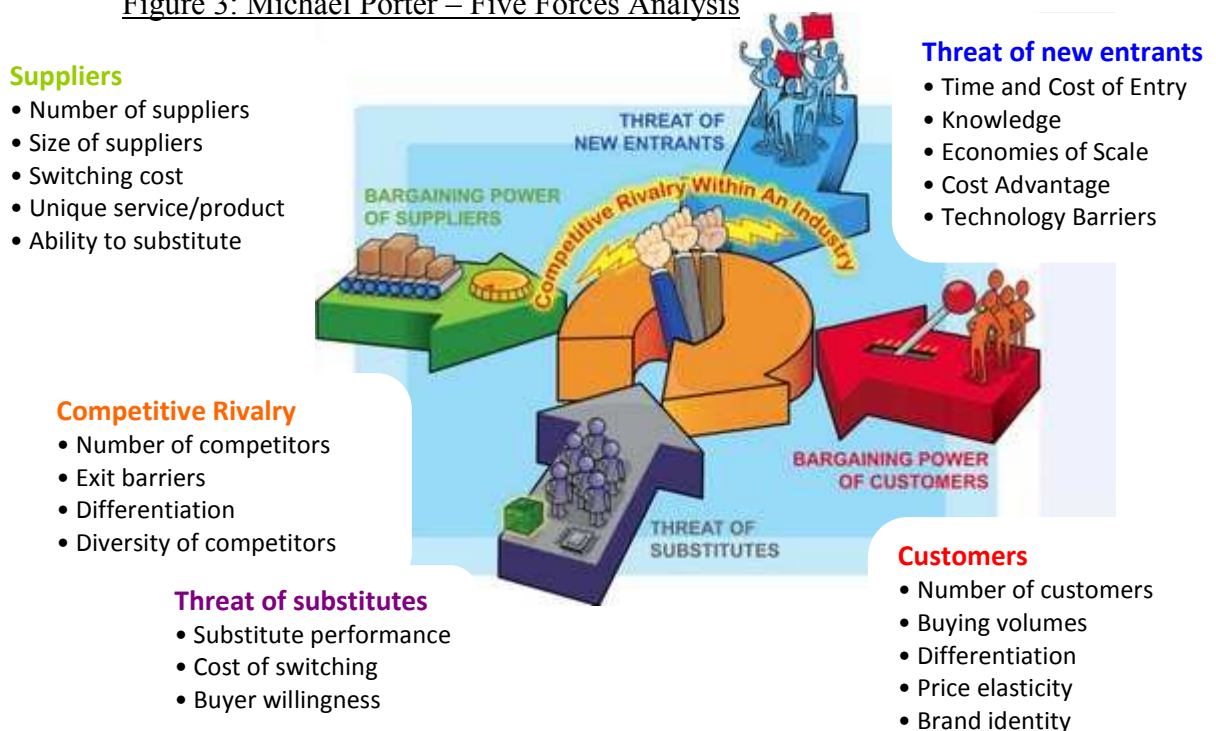 Figure 3: Michael Porter – Five Forces Analysis
Suppliers
• Number of suppliers
• Size of suppliers
• Switching cost
• Unique service/product
• Ability to substitute
Threat of new entrants
• Time and Cost of Entry
• Knowledge
• Economies of Scale
• Cost Advantage
• Technology Barriers
THREAT OF
NEW ENTRANTS
BARGAINING POWER
OF SUPPLIERS
Competitive Rivalry Within An Industry
BARGAINING POWER
OF CUSTOMERS
THREAT OF
SUBSTITUTES
Competitive Rivalry
• Number of competitors
• Exit barriers
• Differentiation
• Diversity of competitors
Threat of substitutes
• Substitute performance
• Cost of switching
• Buyer willingness
Customers
• Number of customers
• Buying volumes
• Differentiation
• Price elasticity
• Brand identity